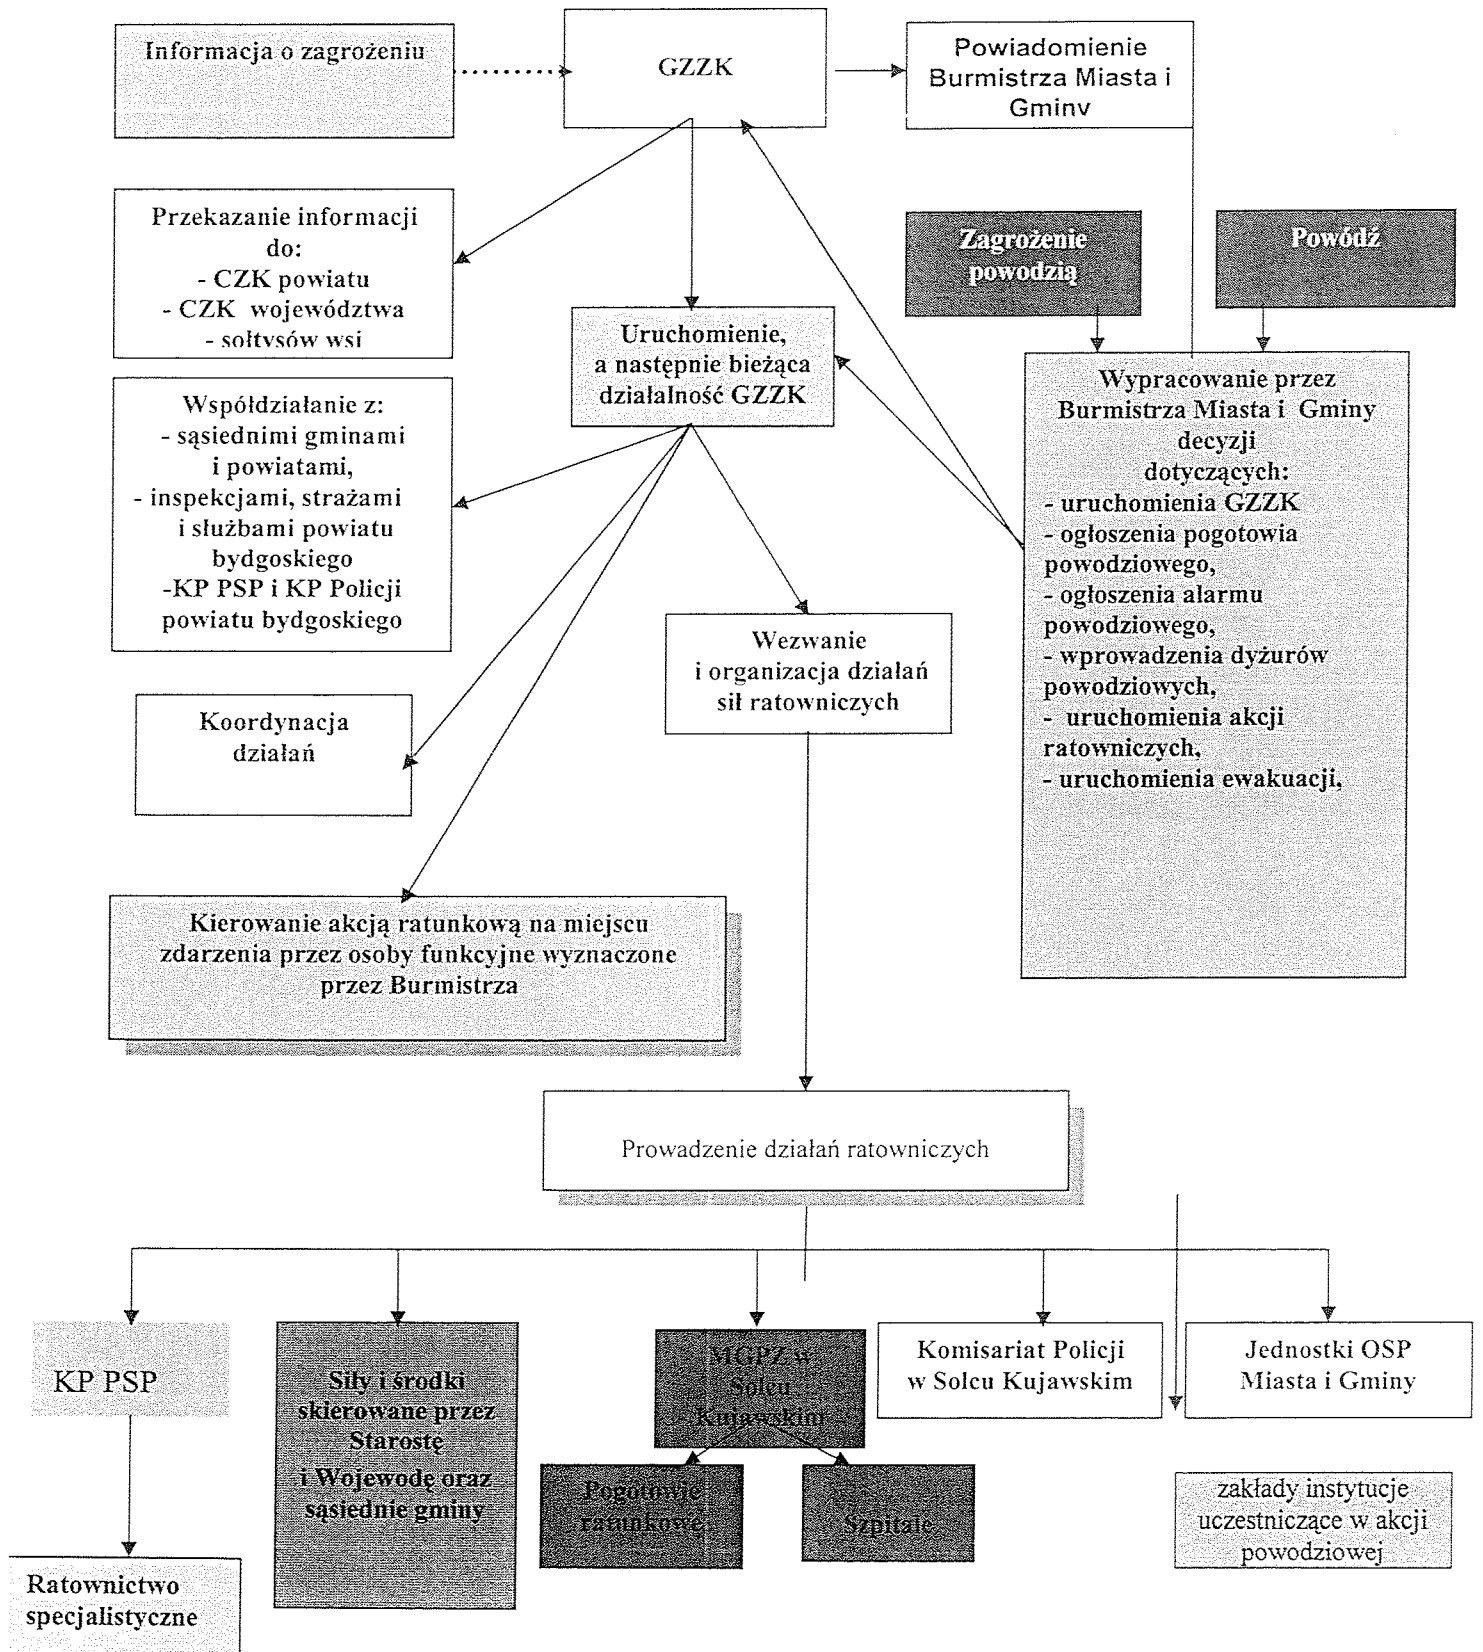 Informacja o zagrożeniu
GZZK
Powiadomienie
Burmistrza Miasta i
Gminy
Przekazanie informacji
do:
- CZK powiatu
- CZK województwa
- sołtysów wsi
Zagrożenie
powodzią
Powódź
Uruchomienie,
a następnie bieżąca
działalność GZZK
Współdziałanie z:
- sąsiednimi gminami
i powiatami,
- inspekcjami, strażami
i służbami powiatu
bydgoskiego
-KP PSP i KP Policji
powiatu bydgoskiego
Wypracowanie przez
Burmistrza Miasta i Gminy
decyzji
dotyczących:
- uruchomienia GZZK
- ogłoszenia pogotowia
powodziowego,
- ogłoszenia alarmu
powodziowego,
- wprowadzenia dyżurów
powodziowych,
- uruchomienia akcji
ratowniczych,
- uruchomienia ewakuacji,
Wezwanie
i organizacja działań
sił ratowniczych
Koordynacja
działań
Kierowanie akcją ratunkową na miejscu
zdarzenia przez osoby funkcyjne wyznaczone
przez Burmistrza
Prowadzenie działań ratowniczych
KP PSP
Siły i środki
skierowane przez
Starostę
i Wojewodę oraz
sąsiednie gminy
MGPZ w
Solcu
Kujawskim
Komisariat Policji
w Solcu Kujawskim
Jednostki OSP
Miasta i Gminy
Pogotowie
ratunkowe
Szpitale
zakłady instytucje
uczestniczące w akcji
powodziowej
Ratownictwo
specjalistyczne